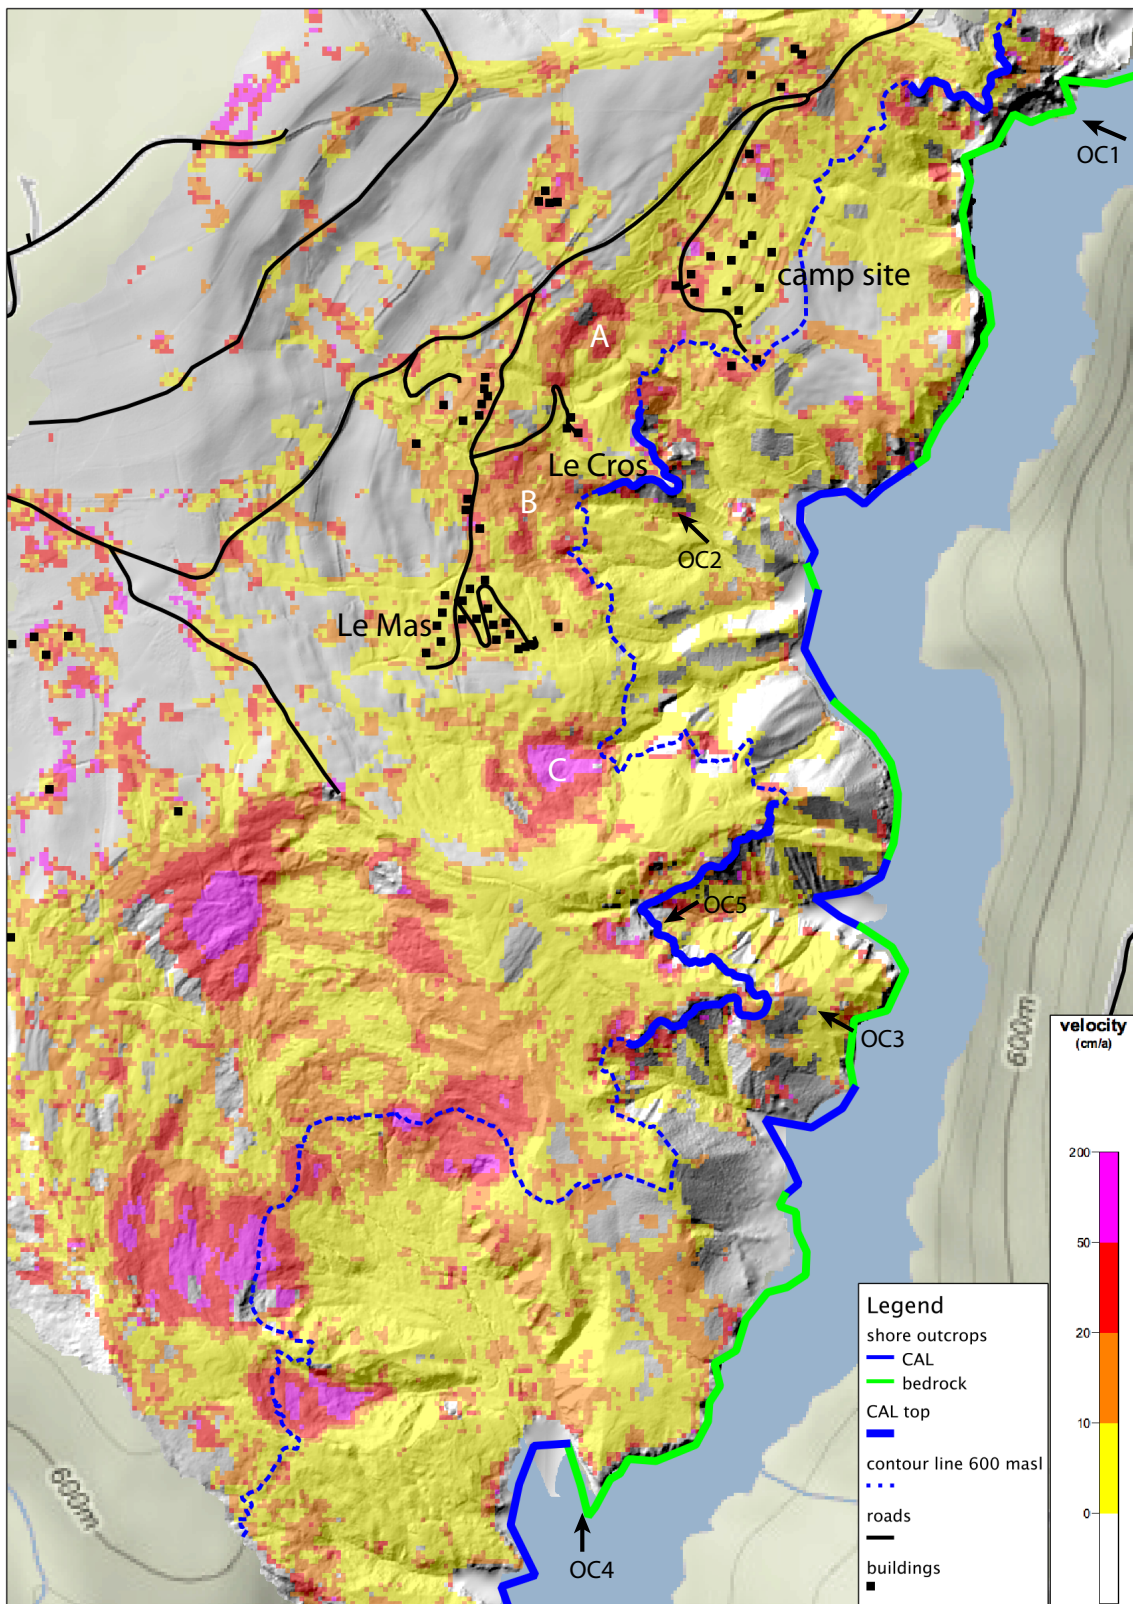 OC1
camp site
A
Le Cros
B
OC2
Le Mas
C
OC5
OC3
600m
velocity
(cm/a)
200
50
20
10
0
Legend
shore outcrops
CAL
bedrock
CAL top
contour line 600 masl
roads
buildings
600m
OC4